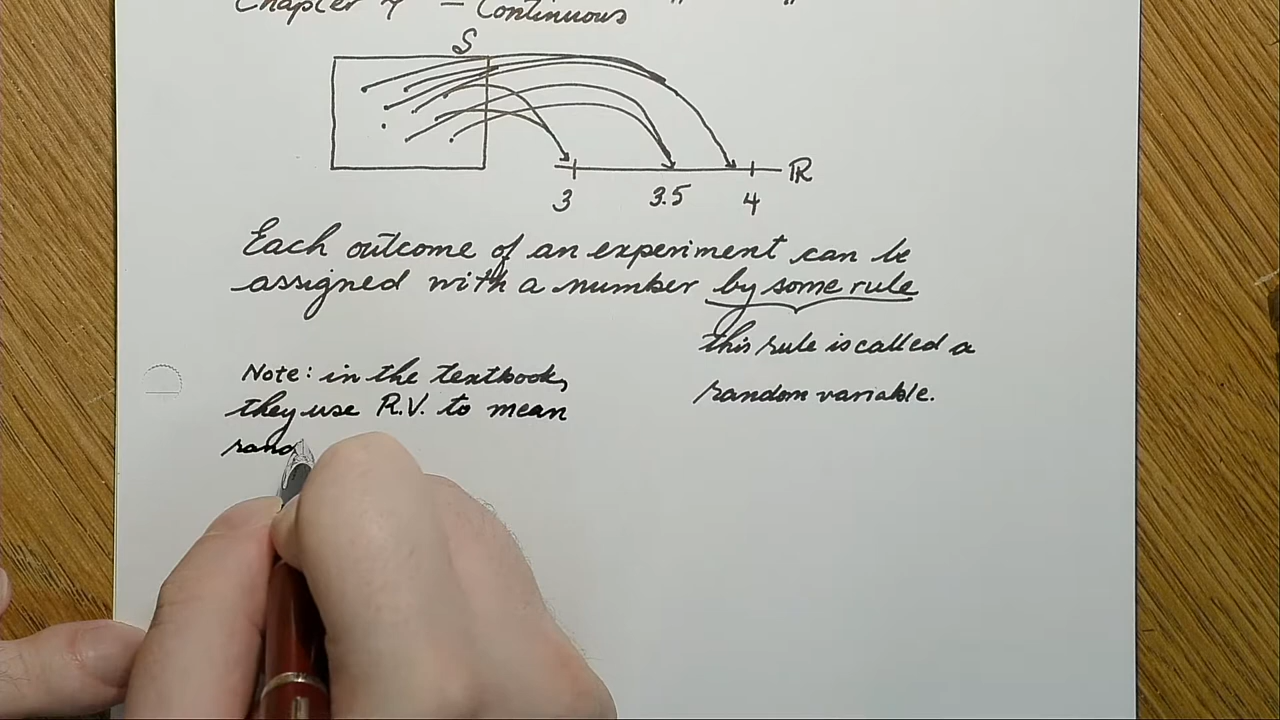 Chapter 4 - Continuous " "
S
R
3 3.5 4
Each outcome of an experiment can be
assigned with a number by some rule
this rule is called a
random variable.
Note: in the textbook,
they use R.V. to mean
rand